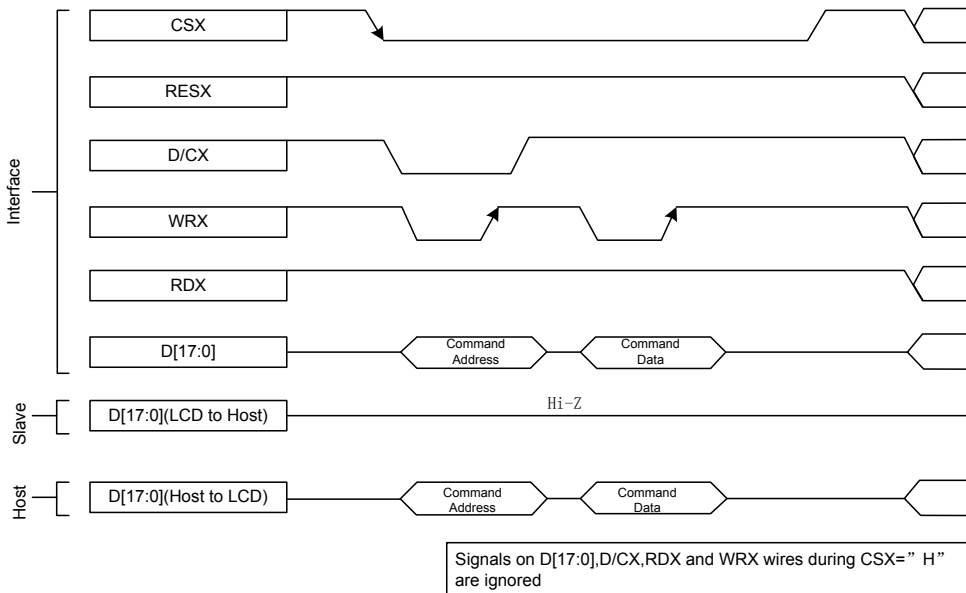 Interface
CSX
RESX
D/CX
WRX
RDX
D[17:0]
Command
Address
Command
Data
Slave
D[17:0](LCD to Host)
Hi-Z
Host
D[17:0](Host to LCD)
Command
Address
Command
Data
Signals on D[17:0],D/CX,RDX and WRX wires during CSX=” H”
are ignored